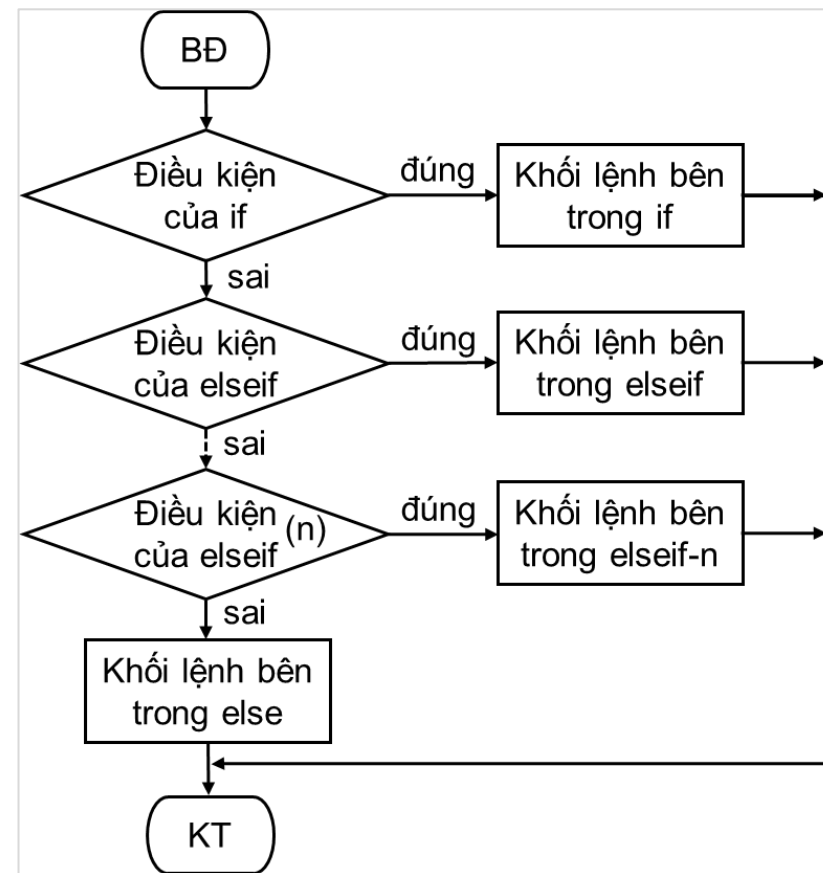 BĐ
Điều kiện
của if
đúng
Khối lệnh bên
trong if
sai
Điều kiện
của elseif
đúng
Khối lệnh bên
trong elseif
sai
Điều kiện
của elseif (n)
đúng
Khối lệnh bên
trong elseif-n
sai
Khối lệnh bên
trong else
KT